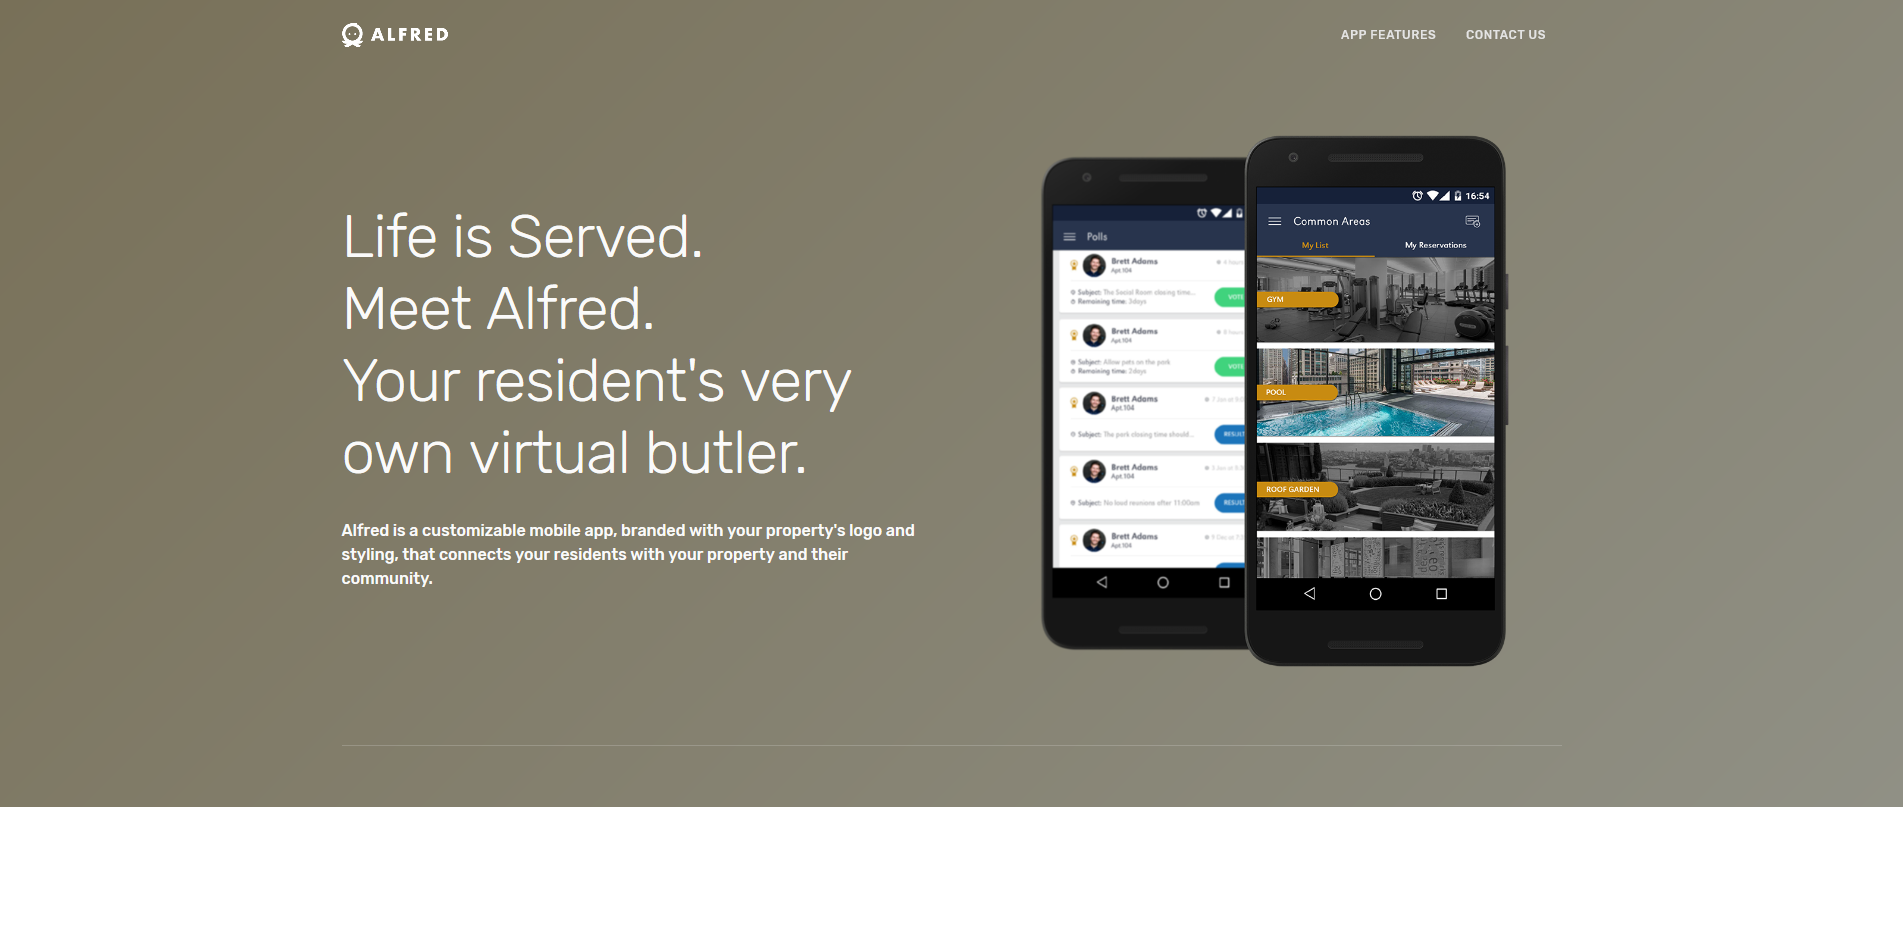 ALFRED
APP FEATURES
CONTACT US
Life is Served.
Meet Alfred.
Your resident's very
own virtual butler.
Alfred is a customizable mobile app, branded with your property's logo and
styling, that connects your residents with your property and their
community.
Polls
Brett Adams
Apt.104
Subject: The Social Room closing time...
Remaining time: 2days
VOTE
Brett Adams
Apt.104
Subject: Allow pets on the park
Remaining time: 2days
VOTE
Brett Adams
Apt.104
Subject: The park closing time should...
RESULT
Brett Adams
Apt.104
Subject: No loud reunions after 11:00am
RESULT
Brett Adams
Apt.104
16:54
Common Areas
My List
My Reservations
GYM
POOL
ROOF GARDEN